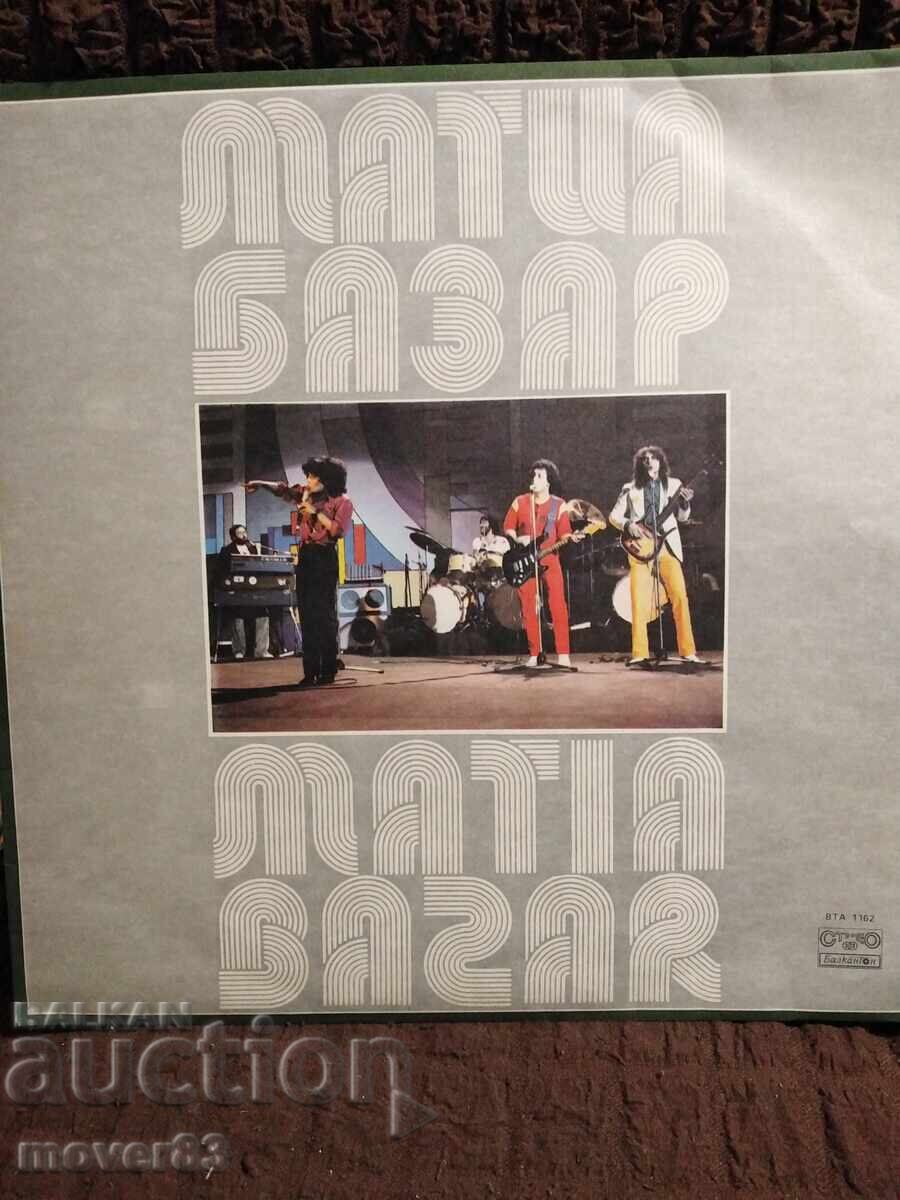 МАТИА
БАЗАР
MATIA
BAZAR
ВТА 1162
СТЕРЕО
Балкантон
BALKAN
auction
mover83